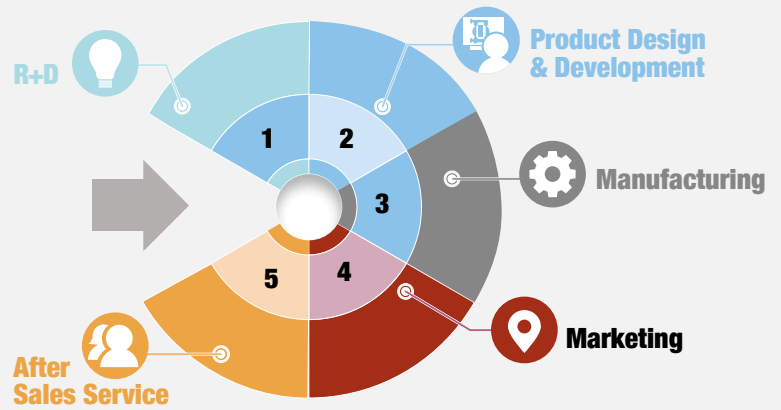 R+D
Product Design
& Development
1
2
Manufacturing
3
5
4
Marketing
After
Sales Service